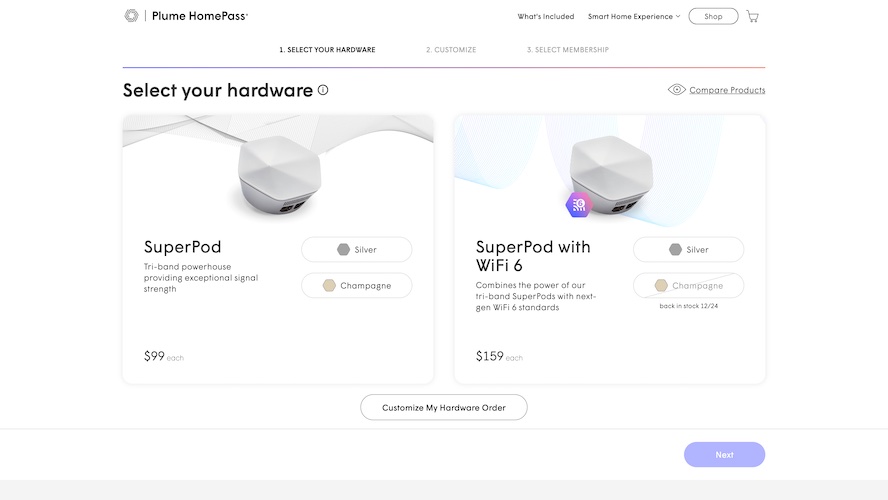 Plume HomePass™
What's Included
Smart Home Experience
Shop
1. SELECT YOUR HARDWARE
2. CUSTOMIZE
3. SELECT MEMBERSHIP
Select your hardware
Compare Products
SuperPod
Tri-band powerhouse
providing exceptional signal
strength
Silver
Champagne
$99 each
SuperPod with
WiFi 6
Combines the power of our
tri-band SuperPods with next-
gen WiFi 6 standards
Silver
Champagne
back in stock 12/24
$159 each
Customize My Hardware Order
Next